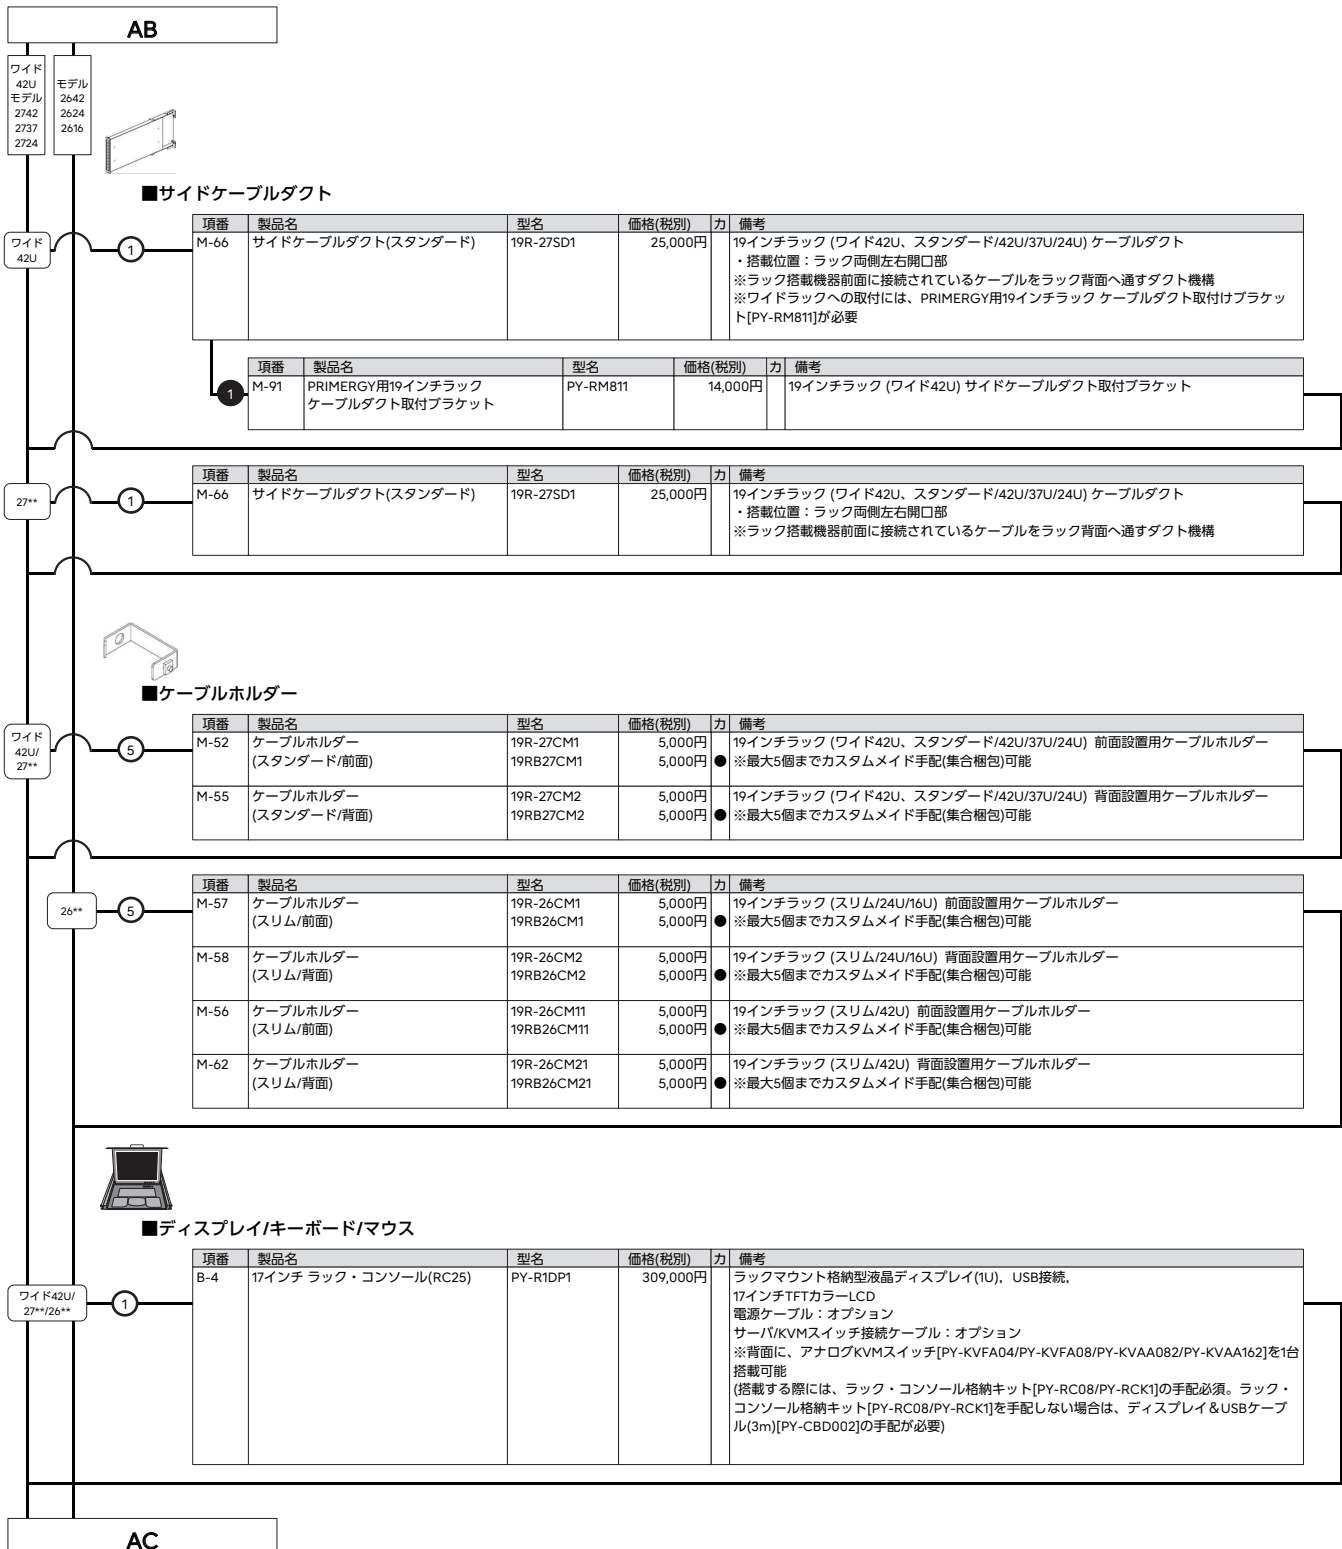 AB
ワイド
42U
モデル
2742
2737
2724
モデル
2642
2624
2616
■サイドケーブルダクト
項番 製品名 型名 価格(税別) カ 備考
ワイド
42U
1
M-66 サイドケーブルダクト(スタンダード) 19R-27SD1 25,000円 19インチラック (ワイド42U、スタンダード/42U/37U/24U) ケーブルダクト
・搭載位置：ラック両側左右開口部
※ラック搭載機器前面に接続されているケーブルをラック背面へ通すダクト機構
※ワイドラックへの取付には、PRIMERGY用19インチラック ケーブルダクト取付けブラケッ
ト[PY-RM811]が必要
項番 製品名 型名 価格(税別) カ 備考
1
M-91 PRIMERGY用19インチラック PY-RM811 14,000円 19インチラック (ワイド42U) サイドケーブルダクト取付ブラケット
ケーブルダクト取付ブラケット
項番 製品名 型名 価格(税別) カ 備考
27**
1
M-66 サイドケーブルダクト(スタンダード) 19R-27SD1 25,000円 19インチラック (ワイド42U、スタンダード/42U/37U/24U) ケーブルダクト
・搭載位置：ラック両側左右開口部
※ラック搭載機器前面に接続されているケーブルをラック背面へ通すダクト機構
■ケーブルホルダー
項番 製品名 型名 価格(税別) カ 備考
ワイド
42U/
27**
5
M-52 ケーブルホルダー 19R-27CM1 5,000円 19インチラック (ワイド42U、スタンダード/42U/37U/24U) 前面設置用ケーブルホルダー
(スタンダード/前面) 19RB27CM1 5,000円 ● ※最大5個までカスタムメイド手配(集合梱包)可能
M-55 ケーブルホルダー 19R-27CM2 5,000円 19インチラック (ワイド42U、スタンダード/42U/37U/24U) 背面設置用ケーブルホルダー
(スタンダード/背面) 19RB27CM2 5,000円 ● ※最大5個までカスタムメイド手配(集合梱包)可能
項番 製品名 型名 価格(税別) カ 備考
26**
5
M-57 ケーブルホルダー 19R-26CM1 5,000円 19インチラック (スリム/24U/16U) 前面設置用ケーブルホルダー
(スリム/前面) 19RB26CM1 5,000円 ● ※最大5個までカスタムメイド手配(集合梱包)可能
M-58 ケーブルホルダー 19R-26CM2 5,000円 19インチラック (スリム/24U/16U) 背面設置用ケーブルホルダー
(スリム/背面) 19RB26CM2 5,000円 ● ※最大5個までカスタムメイド手配(集合梱包)可能
M-56 ケーブルホルダー 19R-26CM11 5,000円 19インチラック (スリム/42U) 前面設置用ケーブルホルダー
(スリム/前面) 19RB26CM11 5,000円 ● ※最大5個までカスタムメイド手配(集合梱包)可能
M-62 ケーブルホルダー 19R-26CM21 5,000円 19インチラック (スリム/42U) 背面設置用ケーブルホルダー
(スリム/背面) 19RB26CM21 5,000円 ● ※最大5個までカスタムメイド手配(集合梱包)可能
■ディスプレイ/キーボード/マウス
項番 製品名 型名 価格(税別) カ 備考
ワイド42U/
27**/26**
1
B-4 17インチ ラック・コンソール(RC25) PY-R1DP1 309,000円 ラックマウント格納型液晶ディスプレイ(1U)，USB接続，
17インチTFTカラーLCD
電源ケーブル：オプション
サーバ/KVMスイッチ接続ケーブル：オプション
※背面に、アナログKVMスイッチ[PY-KVFA04/PY-KVFA08/PY-KVAA082/PY-KVAA162]を1台
搭載可能
(搭載する際には、ラック・コンソール格納キット[PY-RC08/PY-RCK1]の手配必須。ラック・
コンソール格納キット[PY-RC08/PY-RCK1]を手配しない場合は、ディスプレイ＆USBケーブ
ル(3m)[PY-CBD002]の手配が必要)
AC